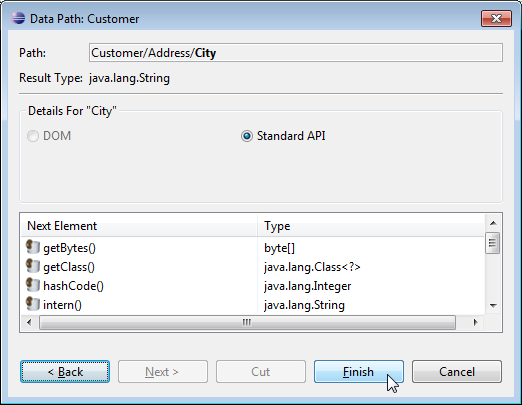 Data Path: Customer
Path: Customer/Address/City
Result Type: java.lang.String
Details For "City"
DOM Standard API
Next Element Type
getBytes() byte[]
getClass() java.lang.Class<?>
hashCode() java.lang.Integer
intern() java.lang.String
< Back Next > Cut Finish Cancel